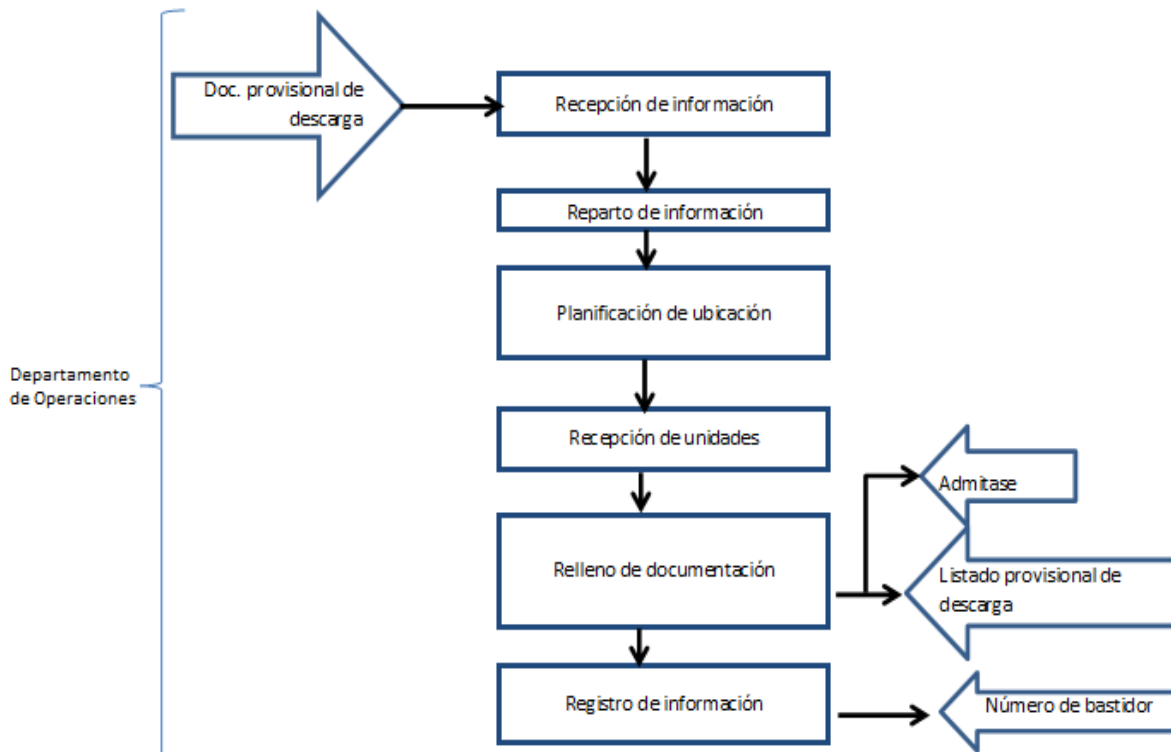 Doc. provisional de
descarga
Recepción de información
Reparto de información
Planificación de ubicación
Departamento
de Operaciones
Recepción de unidades
Admítase
Relleno de documentación
Listado provisional de
descarga
Registro de información
Número de bastidor